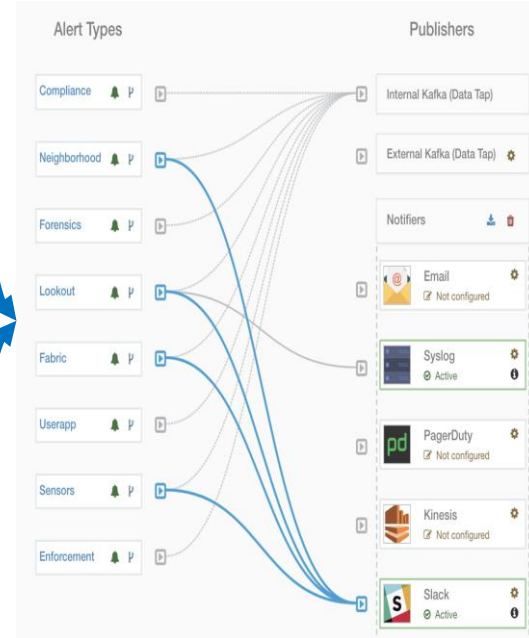 Alert Types
Publishers
Compliance
Internal Kafka (Data Tap)
Neighborhood
External Kafka (Data Tap)
Forensics
Notifiers
Lookout
Email
Not configured
Fabric
Syslog
Active
Userapp
pd
PagerDuty
Not configured
Sensors
Kinesis
Not configured
Enforcement
S
Slack
Active